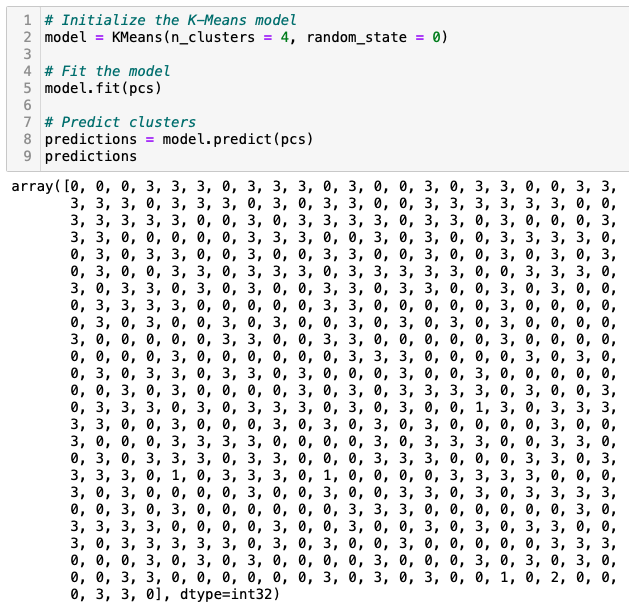 1 # Initialize the K-Means model
2 model = KMeans(n_clusters = 4, random_state = 0)
3
4 # Fit the model
5 model.fit(pcs)
6
7 # Predict clusters
8 predictions = model.predict(pcs)
9 predictions
array([0, 0, 0, 3, 3, 3, 0, 3, 3, 3, 0, 3, 0, 0, 3, 0, 3, 3, 0, 0, 3, 3,
3, 3, 3, 0, 3, 3, 3, 0, 3, 0, 3, 3, 0, 0, 3, 3, 3, 3, 3, 3, 0, 0,
3, 3, 3, 3, 3, 0, 0, 3, 0, 3, 3, 3, 3, 3, 0, 3, 3, 0, 3, 0, 0, 0, 3,
3, 3, 0, 0, 0, 0, 0, 3, 3, 3, 0, 0, 3, 0, 3, 0, 0, 3, 3, 3, 3, 0,
0, 3, 0, 3, 3, 0, 0, 3, 0, 0, 3, 3, 0, 0, 3, 0, 0, 3, 0, 3, 0, 3,
0, 3, 0, 0, 3, 3, 0, 3, 3, 3, 0, 3, 3, 3, 3, 3, 3, 0, 0, 3, 3, 0,
3, 0, 3, 3, 0, 3, 0, 3, 0, 0, 3, 3, 0, 3, 3, 3, 0, 0, 3, 0, 3, 0,
0, 3, 3, 3, 3, 0, 0, 0, 0, 0, 3, 3, 0, 0, 0, 0, 0, 3, 0, 0, 0, 0,
0, 3, 0, 3, 0, 0, 3, 0, 3, 0, 0, 3, 0, 3, 0, 3, 0, 3, 0, 0, 0, 0,
3, 0, 0, 0, 0, 0, 3, 3, 0, 0, 3, 3, 0, 0, 0, 0, 0, 3, 0, 0, 0, 0,
0, 0, 0, 0, 3, 0, 0, 0, 0, 0, 0, 3, 3, 3, 0, 0, 0, 0, 3, 0, 3, 0,
0, 3, 0, 3, 3, 0, 3, 3, 0, 3, 0, 0, 0, 3, 0, 0, 3, 0, 0, 0, 0, 0,
0, 0, 3, 0, 3, 0, 0, 0, 0, 3, 0, 3, 0, 3, 3, 3, 3, 0, 3, 0, 0, 3,
0, 3, 3, 3, 0, 3, 0, 3, 3, 3, 0, 3, 0, 3, 0, 0, 1, 3, 0, 3, 3, 3,
3, 3, 0, 0, 3, 0, 0, 0, 3, 0, 3, 0, 3, 0, 3, 0, 0, 0, 0, 3, 0, 0,
3, 0, 0, 0, 3, 3, 3, 3, 0, 0, 0, 0, 3, 0, 3, 3, 3, 0, 0, 3, 3, 0,
0, 3, 0, 3, 3, 3, 0, 3, 3, 0, 0, 0, 0, 3, 3, 3, 0, 0, 0, 3, 3, 0, 3,
3, 3, 3, 0, 1, 0, 3, 3, 3, 0, 1, 0, 0, 0, 0, 3, 3, 3, 3, 0, 0, 0,
3, 0, 3, 0, 0, 0, 0, 3, 0, 0, 3, 0, 0, 3, 3, 0, 3, 0, 3, 3, 3, 3,
0, 0, 3, 0, 3, 0, 0, 0, 0, 0, 0, 3, 3, 3, 0, 0, 0, 0, 0, 0, 3, 0,
3, 3, 3, 3, 0, 0, 0, 0, 3, 0, 0, 3, 0, 0, 3, 0, 3, 0, 3, 3, 0, 0,
3, 0, 3, 3, 3, 3, 3, 0, 3, 0, 3, 0, 0, 3, 0, 0, 0, 0, 0, 3, 3, 3,
0, 0, 0, 3, 0, 0, 0, 0, 3, 0, 0, 0, 3, 0, 0, 0, 3, 0, 3, 0, 3, 0,
0, 0, 3, 3, 0, 0, 0, 0, 0, 0, 3, 0, 3, 0, 3, 0, 0, 1, 0, 2, 0, 0,
0, 3, 3, 0], dtype=int32)